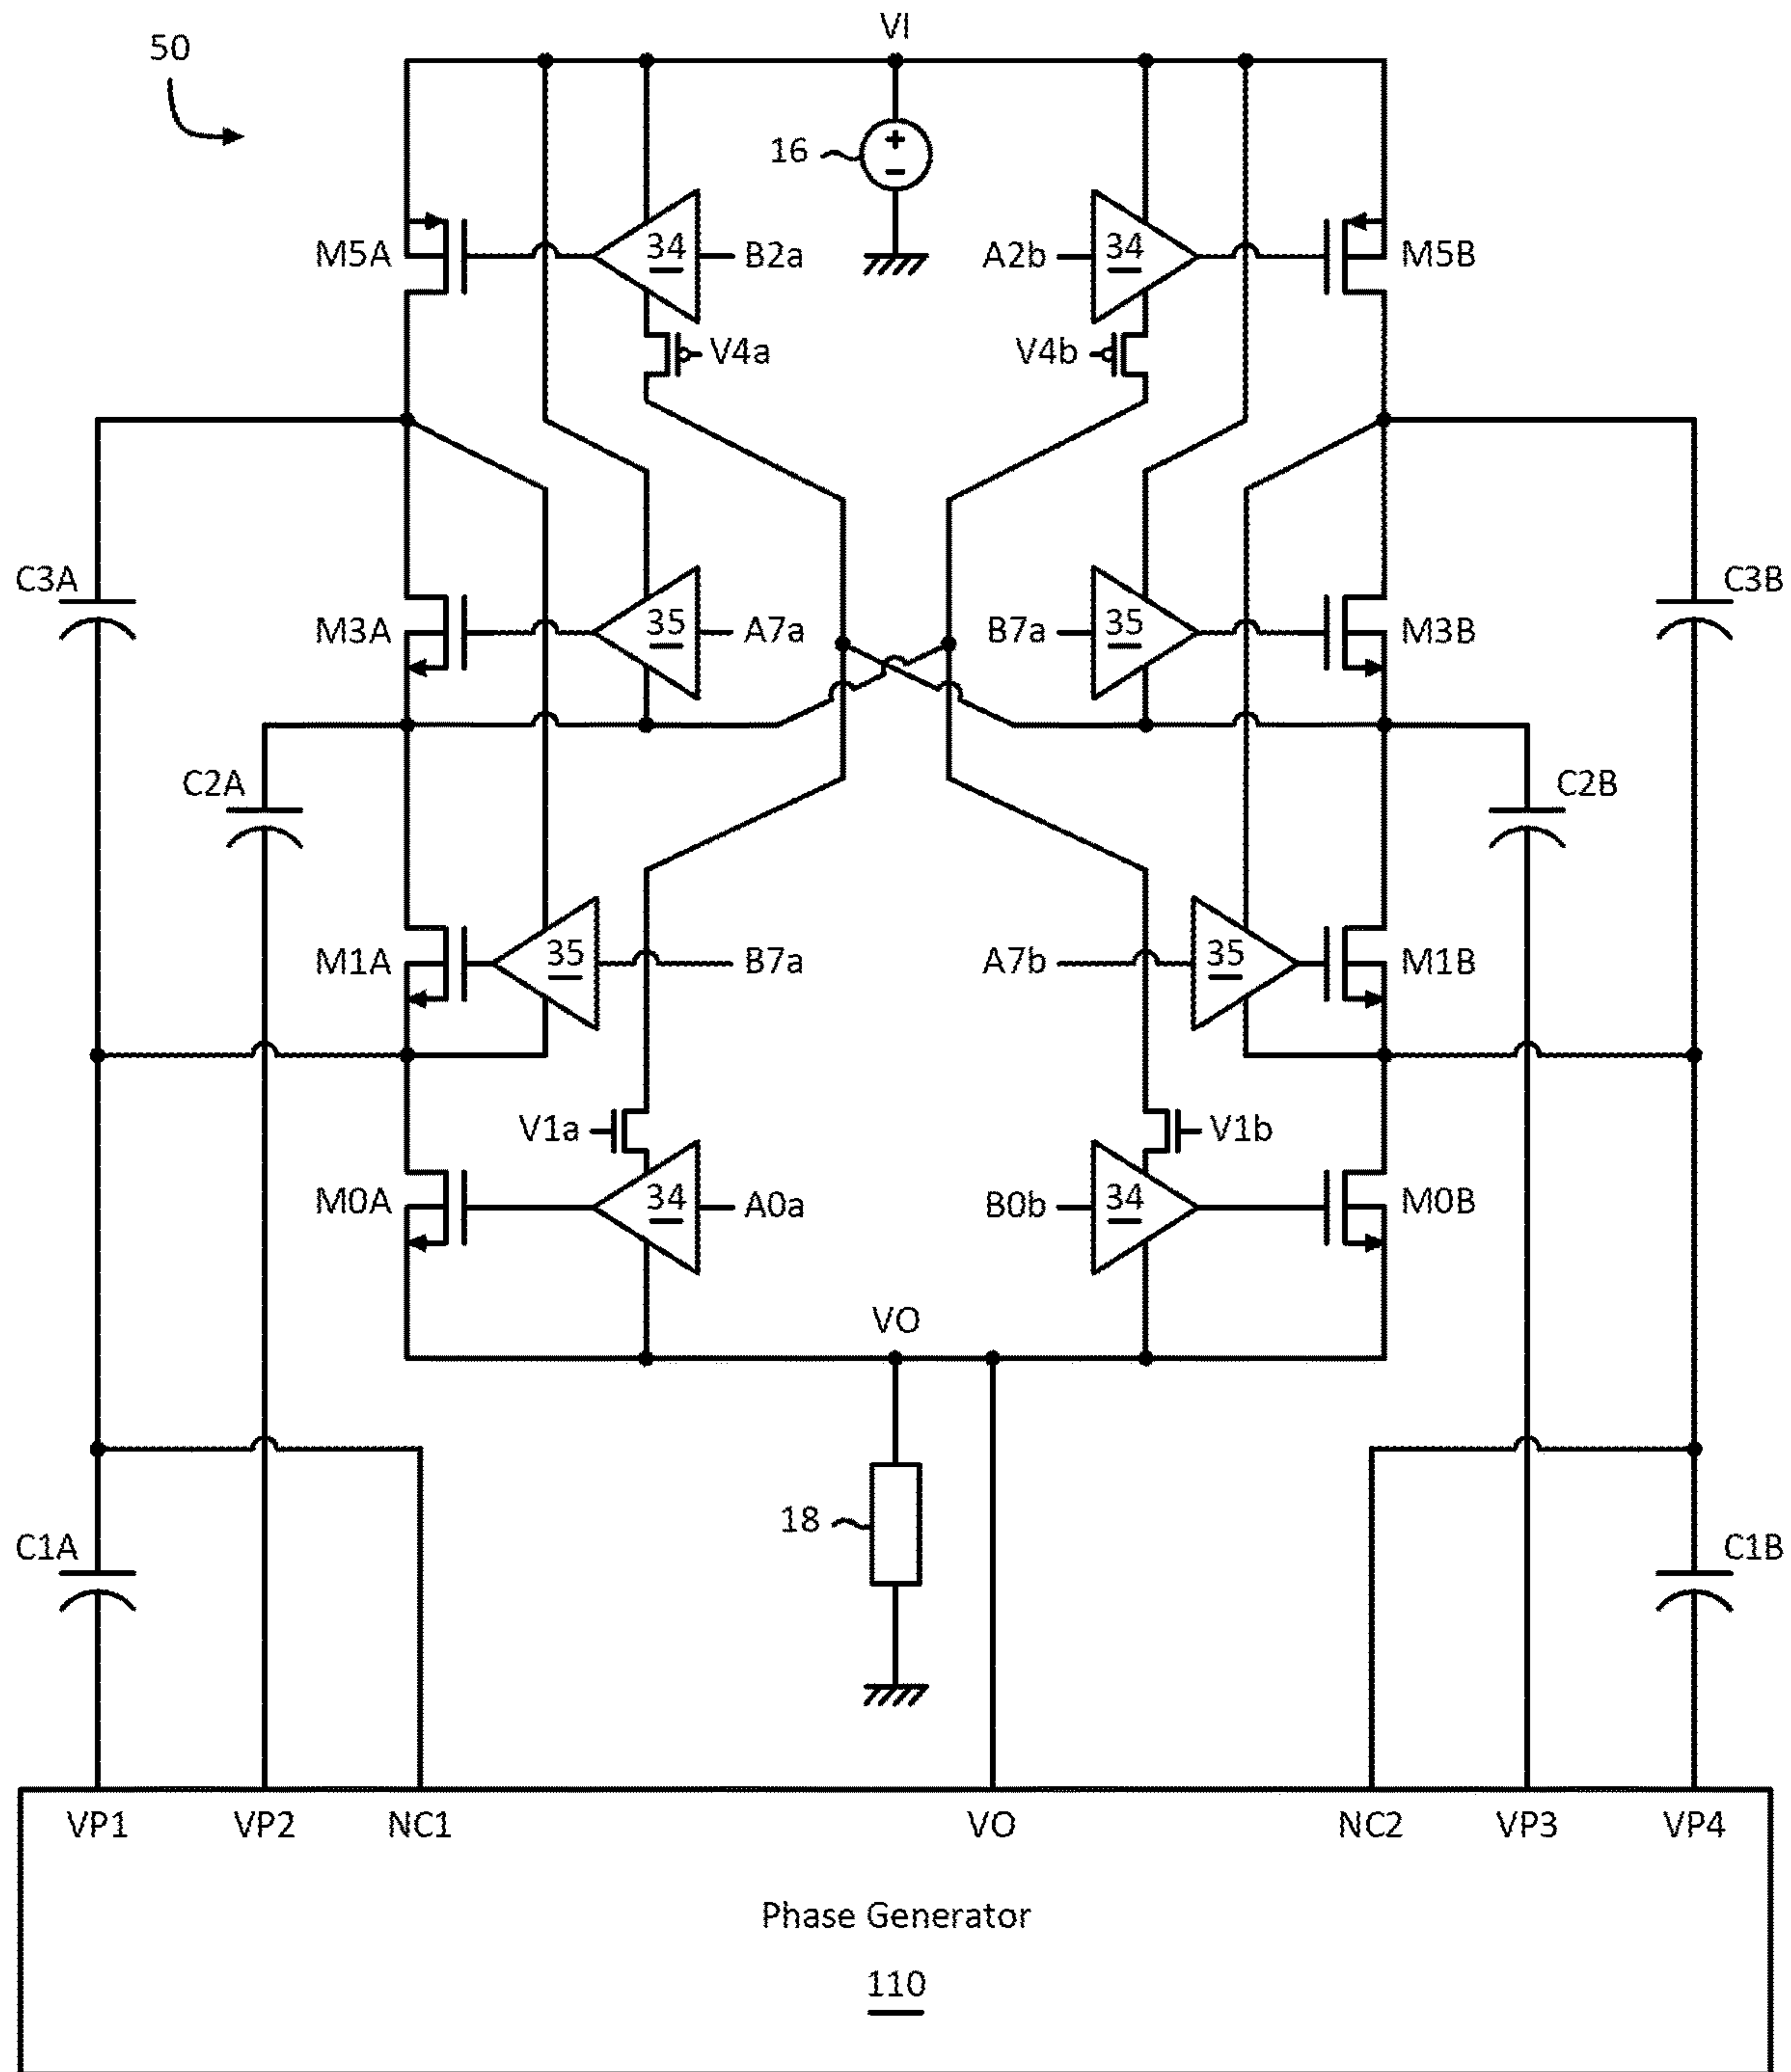 VI
50
16
M5A
34
B2a
A2b
34
M5B
V4a
V4b
C3A
M3A
35
A7a
B7a
35
M3B
C3B
C2A
C2B
M1A
35
B7a
A7b
35
M1B
V1a
V1b
M0A
34
A0a
B0b
34
M0B
VO
18
C1A
C1B
VP1
VP2
NC1
VO
NC2
VP3
VP4
Phase Generator
110